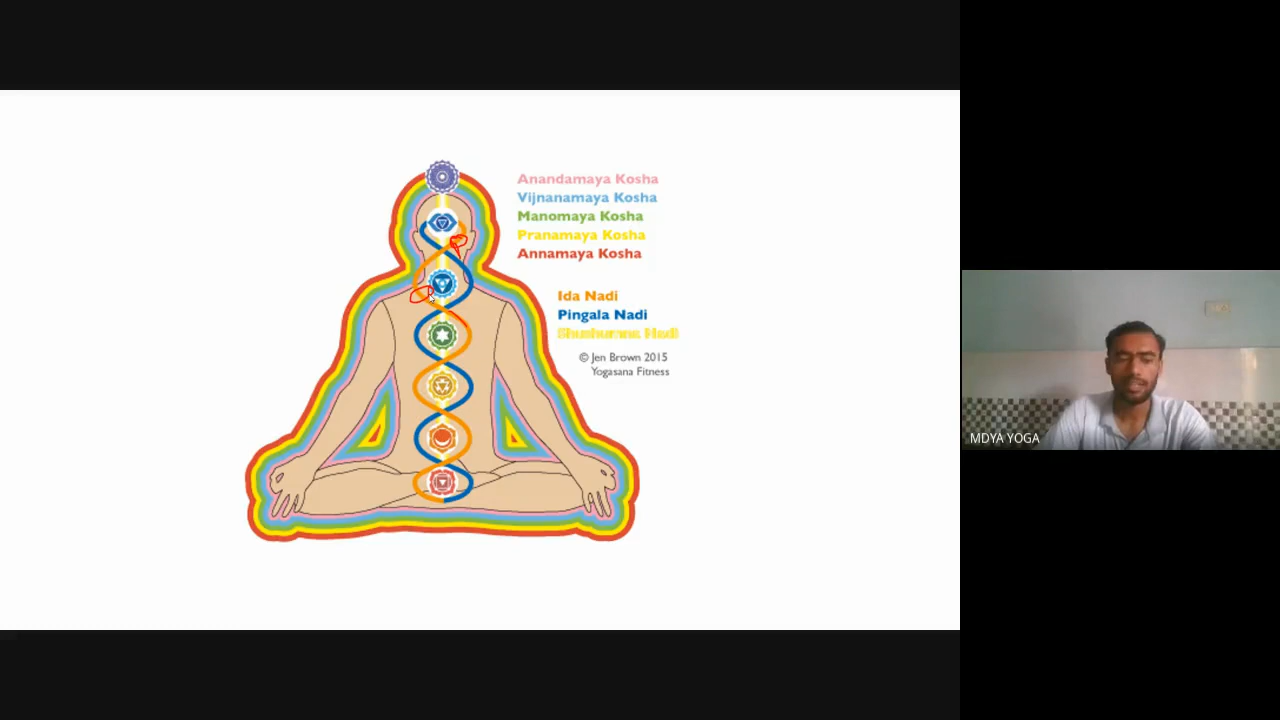 Anandamaya Kosha
Vijnanamaya Kosha
Manomaya Kosha
Pranamaya Kosha
Annamaya Kosha
Ida Nadi
Pingala Nadi
Nadi
© Jen Brown 2015
Yogasana Fitness
MDYA YOGA